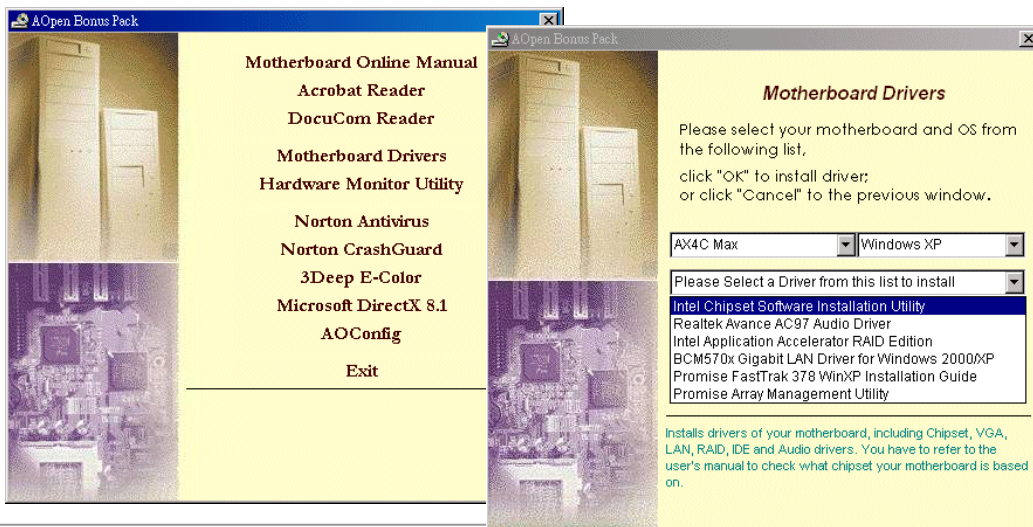 AOpen Bonus Pack
Motherboard Online Manual
Acrobat Reader
DocuCom Reader
Motherboard Drivers
Hardware Monitor Utility
Norton Antivirus
Norton CrashGuard
3Deep E-Color
Microsoft DirectX 8.1
AOConfig
Exit
AOpen Bonus Pack
Motherboard Drivers
Please select your motherboard and OS from
the following list,
click "OK" to install driver;
or click "Cancel" to the previous window.
AX4C Max Windows XP
Please Select a Driver from this list to install
Intel Chipset Software Installation Utility
Realtek Avance AC97 Audio Driver
Intel Application Accelerator RAID Edition
BCM570x Gigabit LAN Driver for Windows 2000/XP
Promise FastTrak 378 WinXP Installation Guide
Promise Array Management Utility
Installs drivers of your motherboard, including Chipset, VGA,
LAN, RAID, IDE and Audio drivers. You have to refer to the
user's manual to check what chipset your motherboard is based
on.